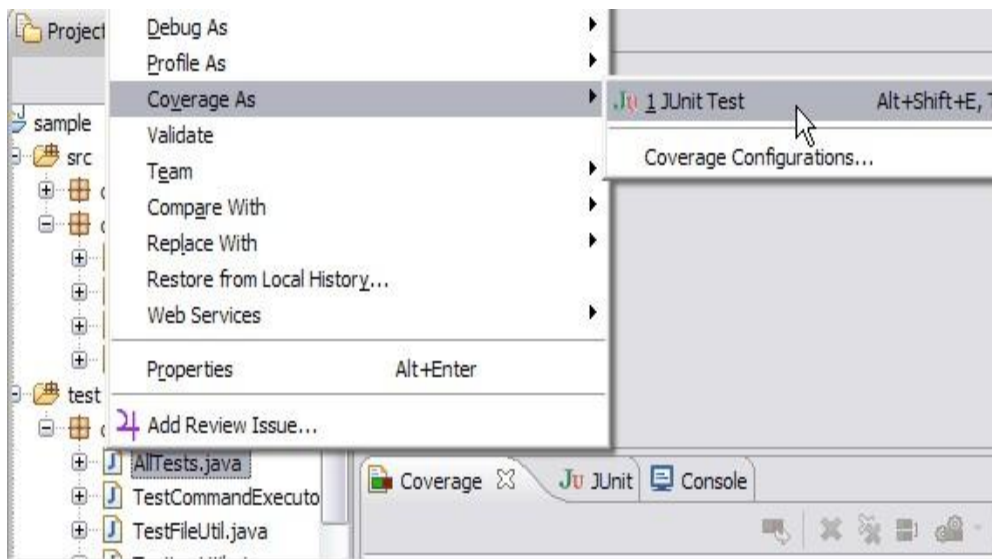 Project
sample
src
test
AllTests.java
TestCommandExecuto
TestFileUtil.java
Debug As
Profile As
Coverage As
Validate
Team
Compare With
Replace With
Restore from Local History...
Web Services
Properties Alt+Enter
Add Review Issue...
Ju 1 JUnit Test Alt+Shift+E,
Coverage Configurations...
Coverage Ju JUnit Console